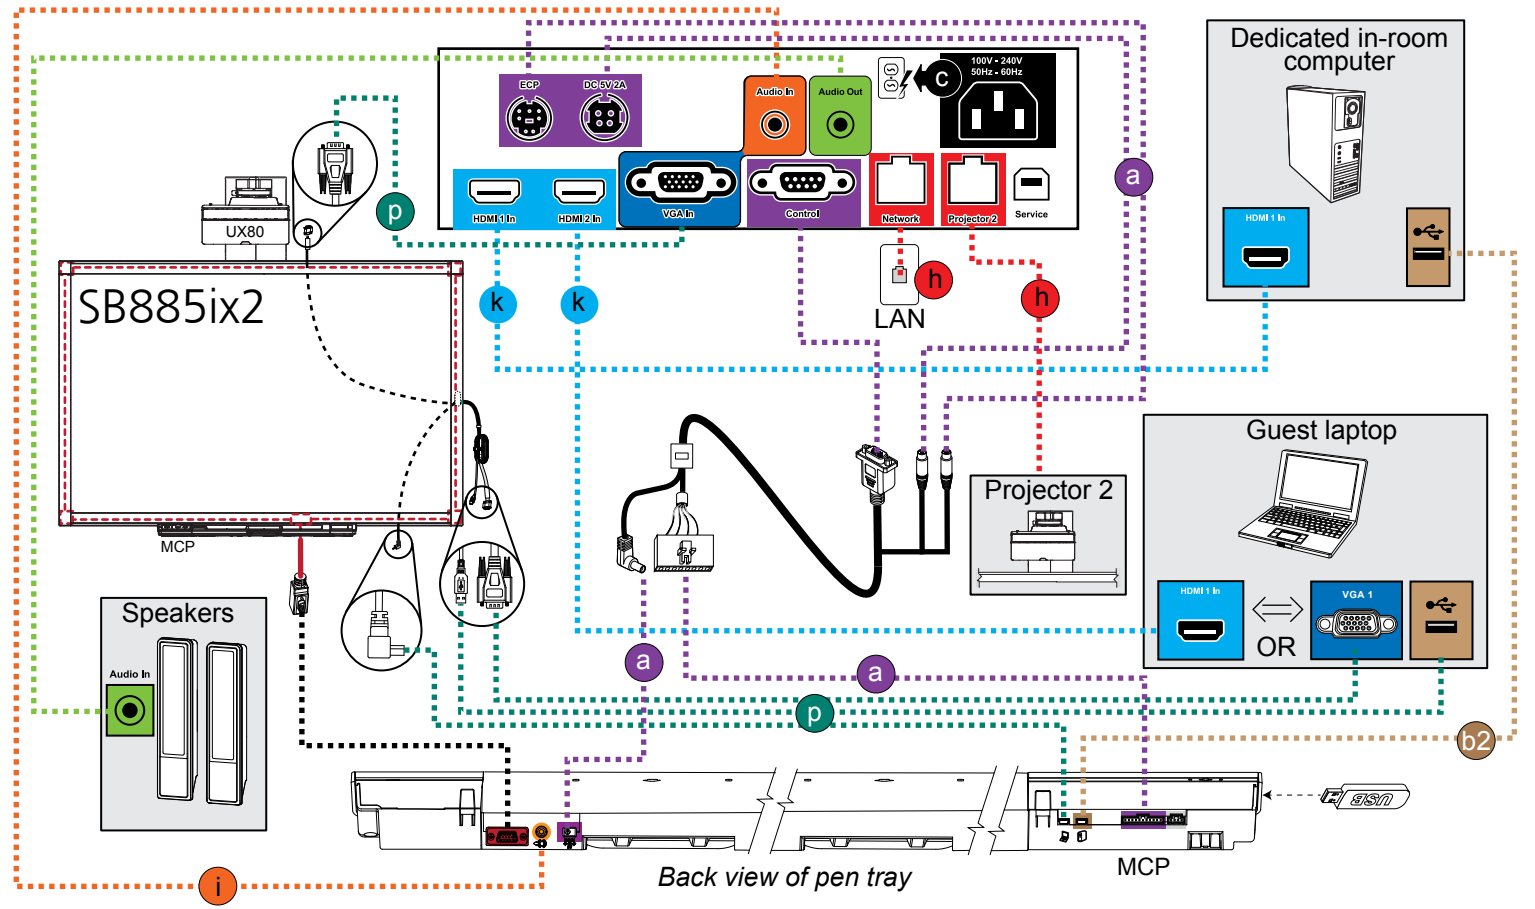 ECP
DC 5V 2A
Audio In
Audio Out
c
100V - 240V
50Hz - 60Hz
HDMI 1 In
HDMI 2 In
VGA In
Control
Network
Projector 2
Service
p
UX80
SB885ix2
MCP
k
k
h
LAN
h
a
Dedicated in-room
computer
HDMI 1 In
Guest laptop
HDMI 1 In
OR
VGA 1
Projector 2
Speakers
Audio In
a
a
p
b2
USB
i
Back view of pen tray
MCP